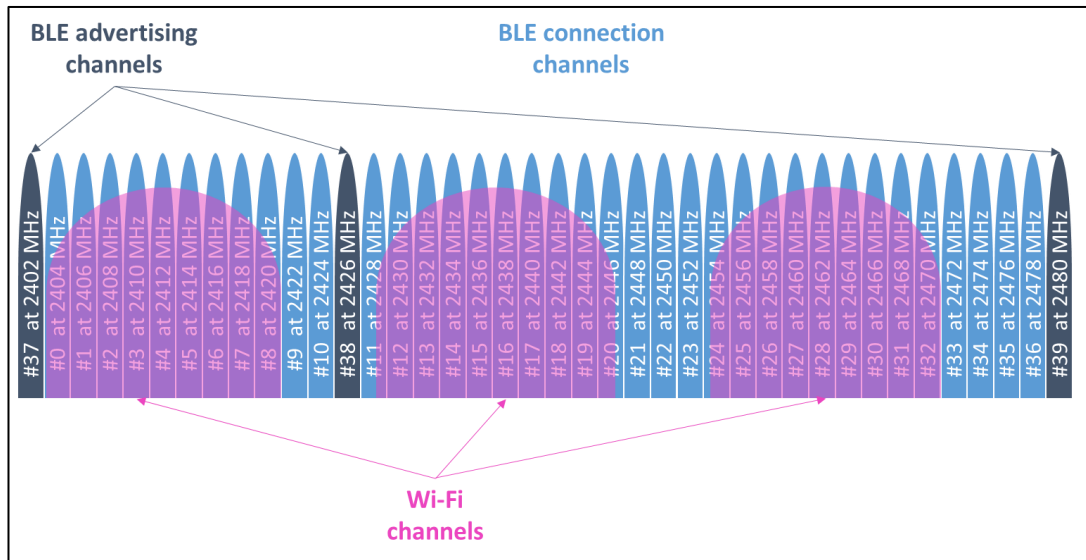 BLE advertising
channels
BLE connection
channels
#37 at 2402 MHz
#0 at 2404 MHz
#1 at 2406 MHz
#2 at 2408 MHz
#3 at 2410 MHz
#4 at 2412 MHz
#5 at 2414 MHz
#6 at 2416 MHz
#7 at 2418 MHz
#8 at 2420 MHz
#9 at 2422 MHz
#10 at 2424 MHz
#38 at 2426 MHz
#11 at 2428 MHz
#12 at 2430 MHz
#13 at 2432 MHz
#14 at 2434 MHz
#15 at 2436 MHz
#16 at 2438 MHz
#17 at 2440 MHz
#18 at 2442 MHz
#19 at 2444 MHz
#20 at 2446 MHz
#21 at 2448 MHz
#22 at 2450 MHz
#23 at 2452 MHz
#24 at 2454 MHz
#25 at 2456 MHz
#26 at 2458 MHz
#27 at 2460 MHz
#28 at 2462 MHz
#29 at 2464 MHz
#30 at 2466 MHz
#31 at 2468 MHz
#32 at 2470 MHz
#33 at 2472 MHz
#34 at 2474 MHz
#35 at 2476 MHz
#36 at 2478 MHz
#39 at 2480 MHz
Wi-Fi
channels